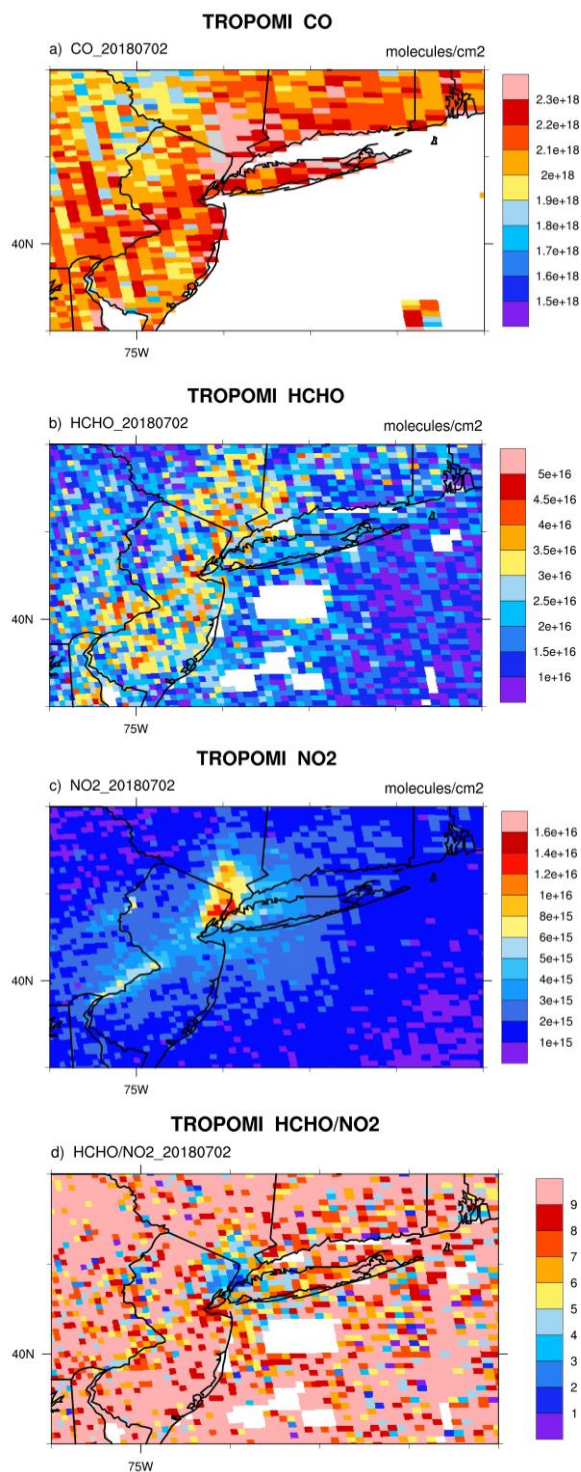 TROPOMI CO
a) CO_20180702 molecules/cm2
2.3e+18
2.2e+18
2.1e+18
2e+18
1.9e+18
1.8e+18
1.7e+18
1.6e+18
1.5e+18
40N
75W
TROPOMI HCHO
b) HCHO_20180702 molecules/cm2
5e+16
4.5e+16
4e+16
3.5e+16
3e+16
2.5e+16
2e+16
1.5e+16
1e+16
40N
75W
TROPOMI NO2
c) NO2_20180702 molecules/cm2
1.6e+16
1.4e+16
1.2e+16
1e+16
8e+15
6e+15
5e+15
4e+15
3e+15
2e+15
1e+15
40N
75W
TROPOMI HCHO/NO2
d) HCHO/NO2_20180702
9
8
7
6
5
4
3
2
1
40N
75W